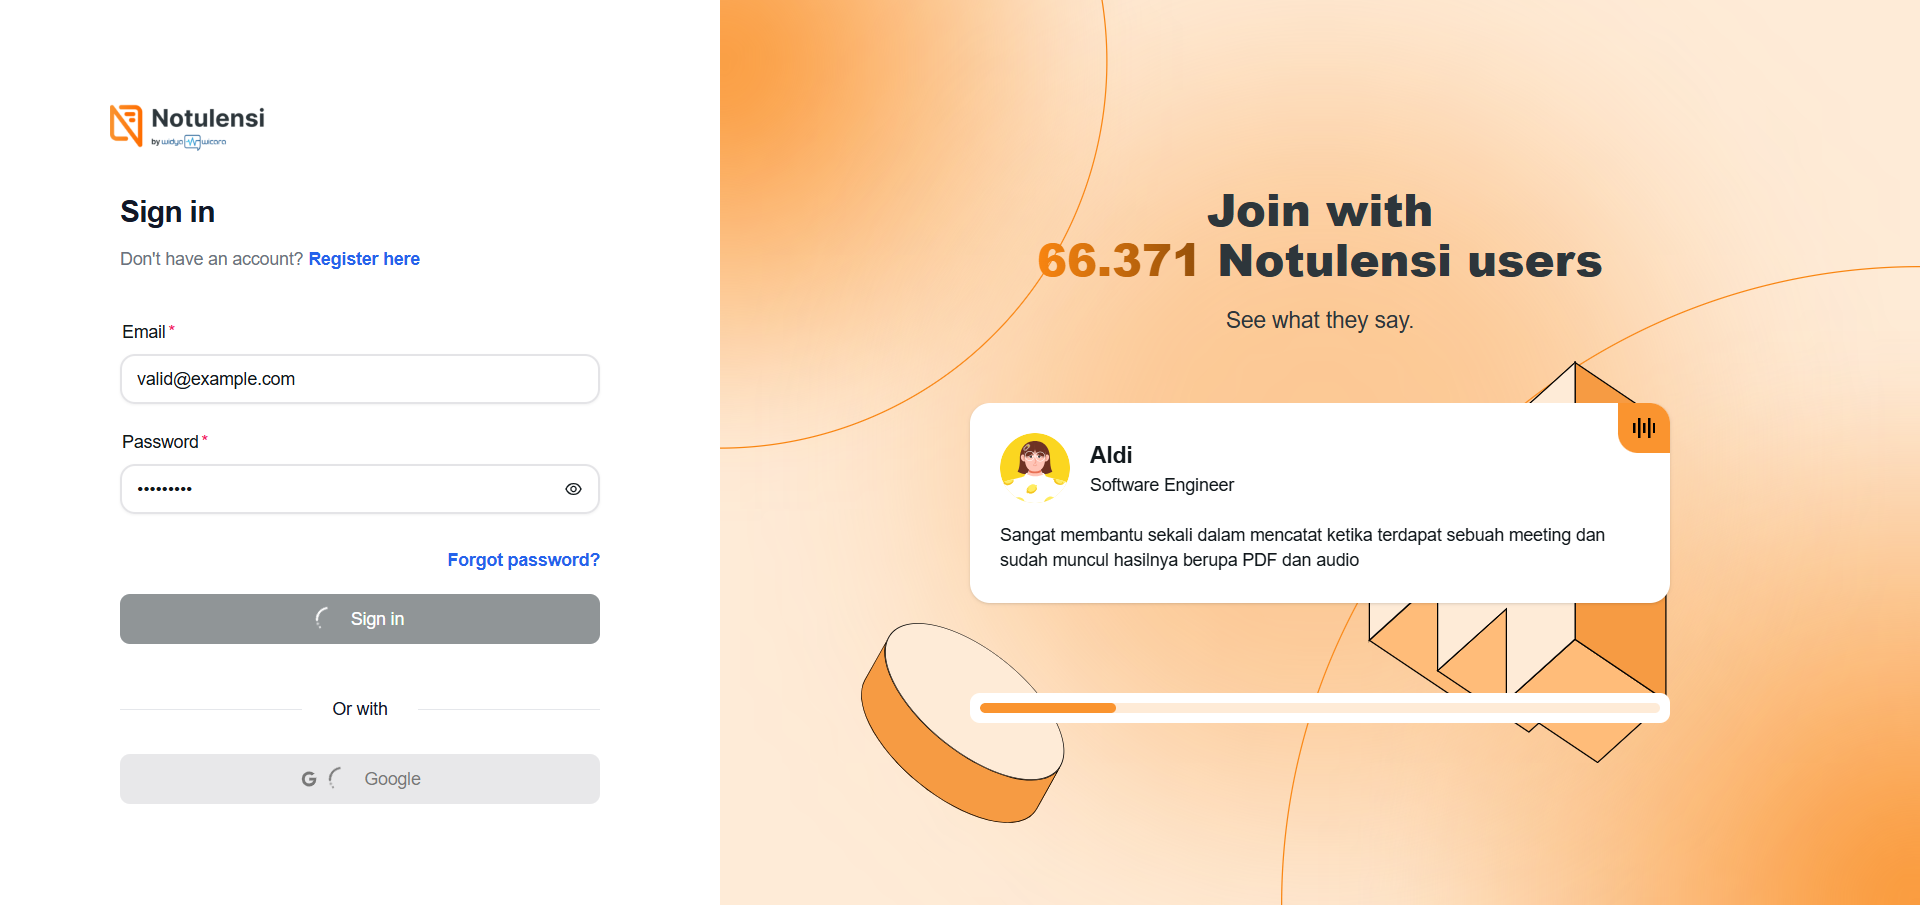 Notulensi
by widya wicara
Sign in
Don't have an account? Register here
Email *
valid@example.com
Password *
•••••••••
Forgot password?
Sign in
Or with
G Google
Join with
66.371 Notulensi users
See what they say.
Aldi
Software Engineer
Sangat membantu sekali dalam mencatat ketika terdapat sebuah meeting dan
sudah muncul hasilnya berupa PDF dan audio